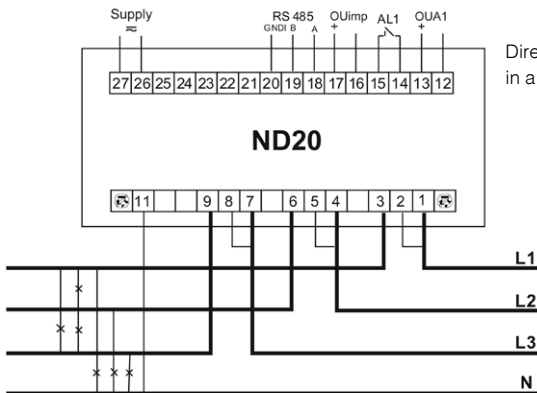 Supply
≂
RS 485
GNDI B A
OUimp
+
AL1
OUA1
+
Dire
in a
27 26 25 24 23 22 21 20 19 18 17 16 15 14 13 12
ND20
11 9 8 7 6 5 4 3 2 1
L1
L2
L3
N